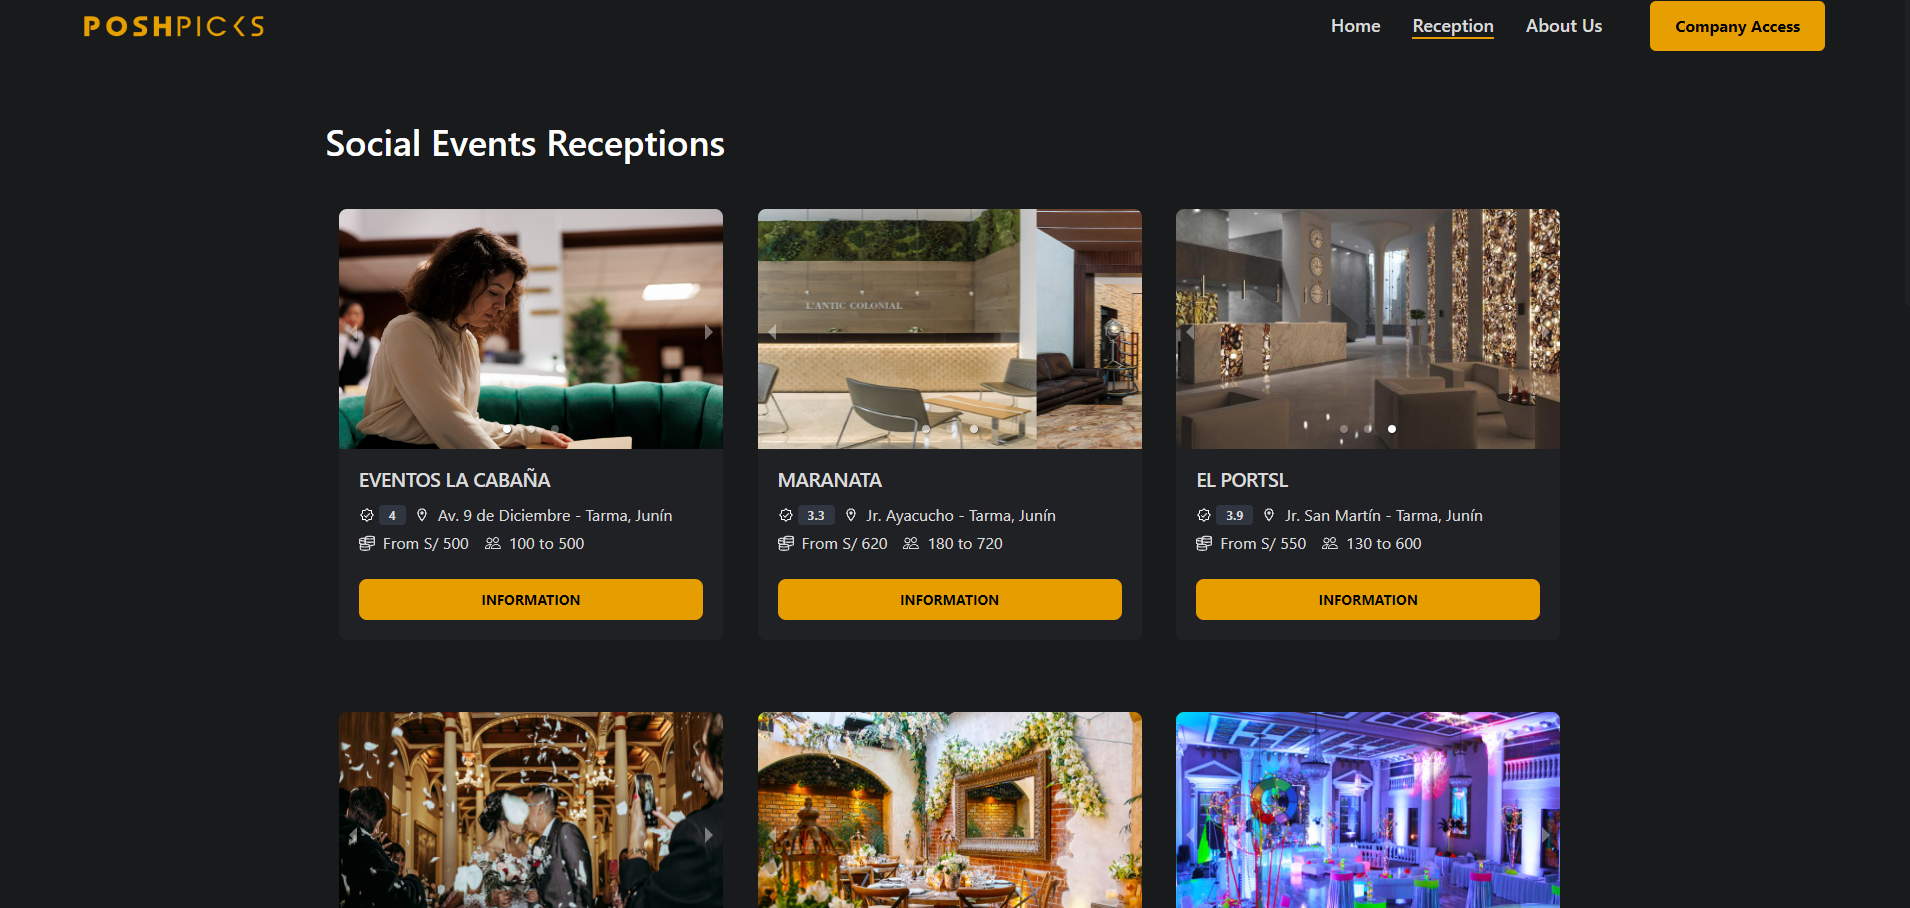 POSHPICKS
Home Reception About Us Company Access
Social Events Receptions
L'ANTIC COLONIAL
EVENTOS LA CABAÑA
4 Av. 9 de Diciembre - Tarma, Junín
From S/ 500 100 to 500
INFORMATION
MARANATA
3.3 Jr. Ayacucho - Tarma, Junín
From S/ 620 180 to 720
INFORMATION
EL PORTSL
3.9 Jr. San Martín - Tarma, Junín
From S/ 550 130 to 600
INFORMATION